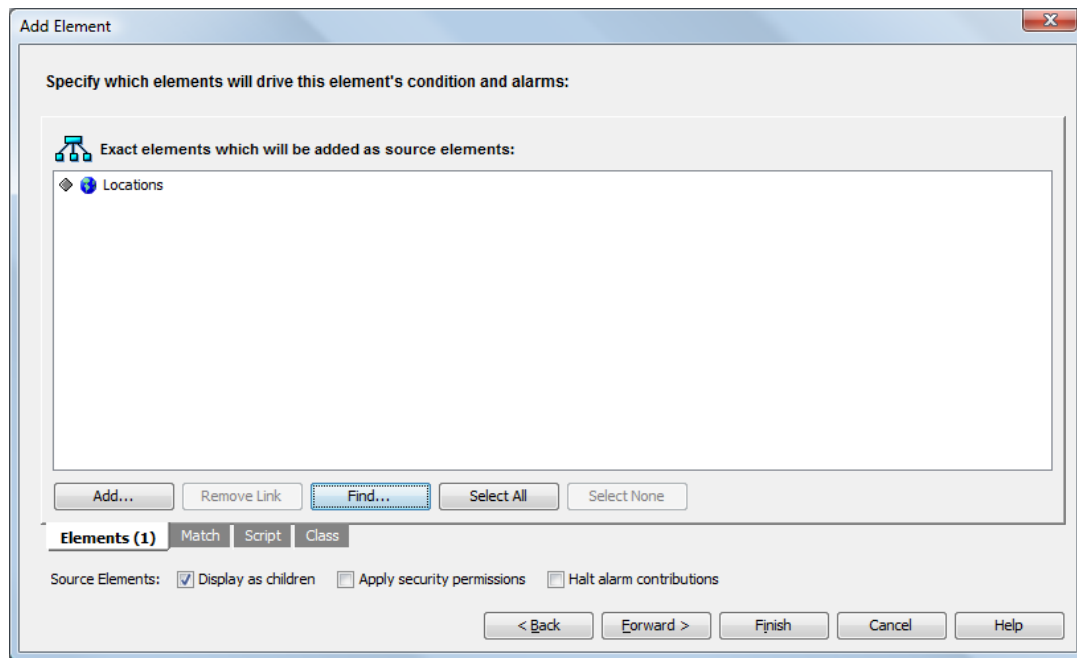 Add Element
Specify which elements will drive this element's condition and alarms:
Exact elements which will be added as source elements:
Locations
Add... Remove Link Find... Select All Select None
Elements (1) Match Script Class
Source Elements: Display as children Apply security permissions Halt alarm contributions
< Back Forward > Finish Cancel Help